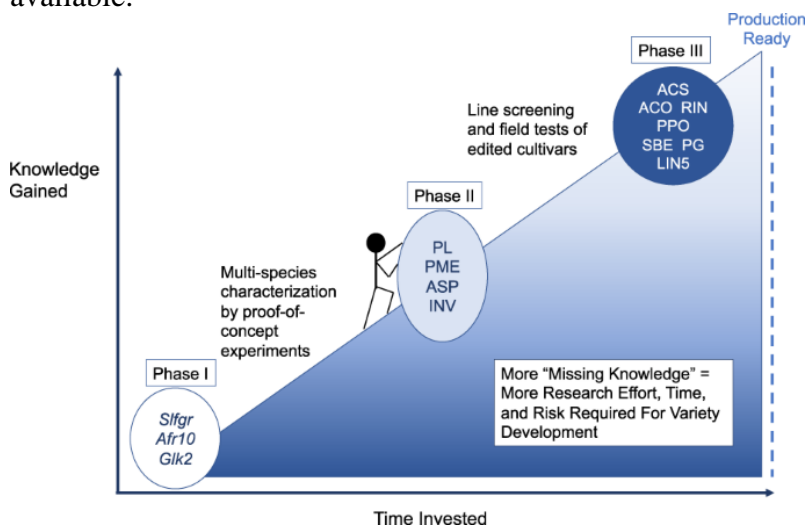 available.
Production
Ready
Phase III
ACS
ACO RIN
PPO
SBE PG
LIN5
Line screening
and field tests of
edited cultivars
Knowledge
Gained
Phase II
PL
PME
ASP
INV
Multi-species
characterization
by proof-of-
concept
experiments
Phase I
Slfgr
Afr10
Glk2
More “Missing Knowledge” =
More Research Effort, Time,
and Risk Required For Variety
Development
Time Invested